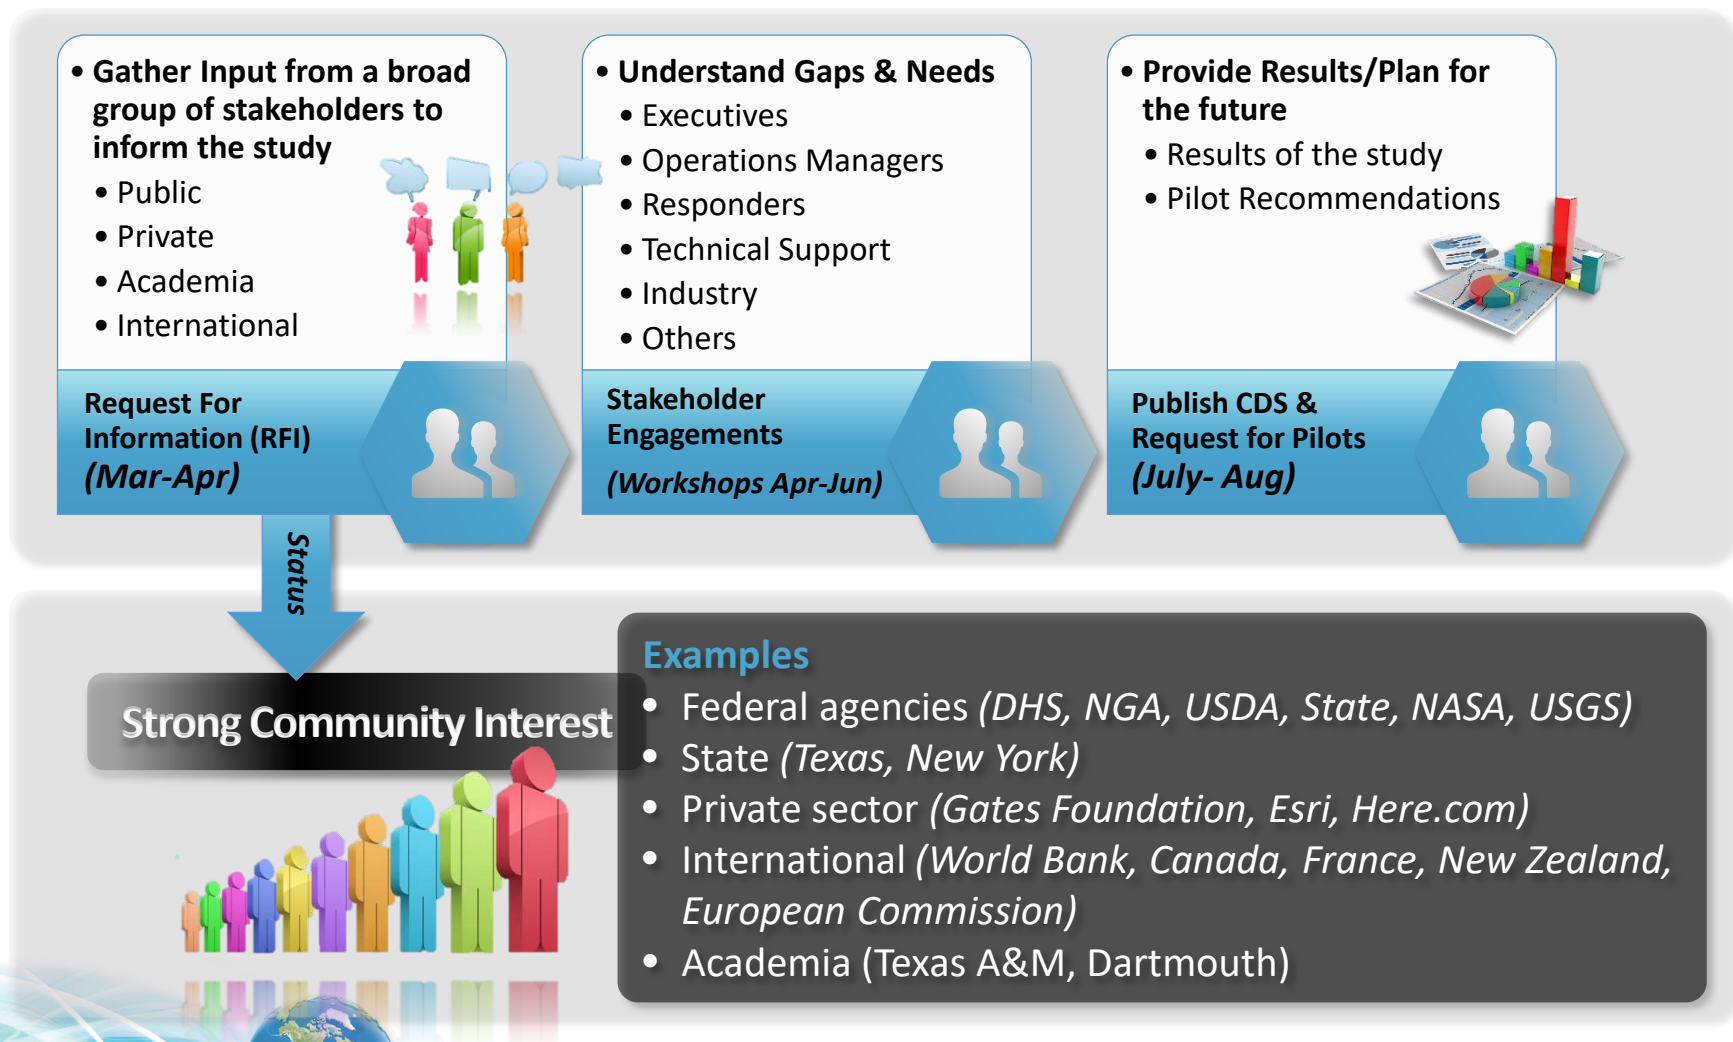 • Gather Input from a broad
group of stakeholders to
inform the study
• Public
• Private
• Academia
• International
Request For
Information (RFI)
(Mar-Apr)
• Understand Gaps & Needs
• Executives
• Operations Managers
• Responders
• Technical Support
• Industry
• Others
Stakeholder
Engagements
(Workshops Apr-Jun)
• Provide Results/Plan for
the future
• Results of the study
• Pilot Recommendations
Publish CDS &
Request for Pilots
(July- Aug)
Status
Strong Community Interest
Examples
• Federal agencies (DHS, NGA, USDA, State, NASA, USGS)
• State (Texas, New York)
• Private sector (Gates Foundation, Esri, Here.com)
• International (World Bank, Canada, France, New Zealand,
European Commission)
• Academia (Texas A&M, Dartmouth)